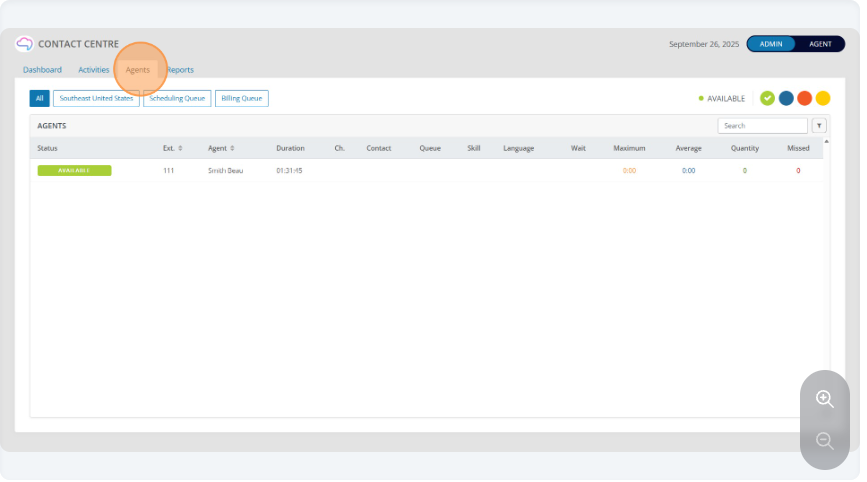 CONTACT CENTRE
September 26, 2025
ADMIN AGENT
Dashboard Activities Agents Reports
All Southeast United States Scheduling Queue Billing Queue
AVAILABLE
AGENTS
Search
Status Ext. Agent Duration Ch. Contact Queue Skill Language Wait Maximum Average Quantity Missed
AVAILABLE 111 Smith Beau 01:31:45 0:00 0:00 0 0